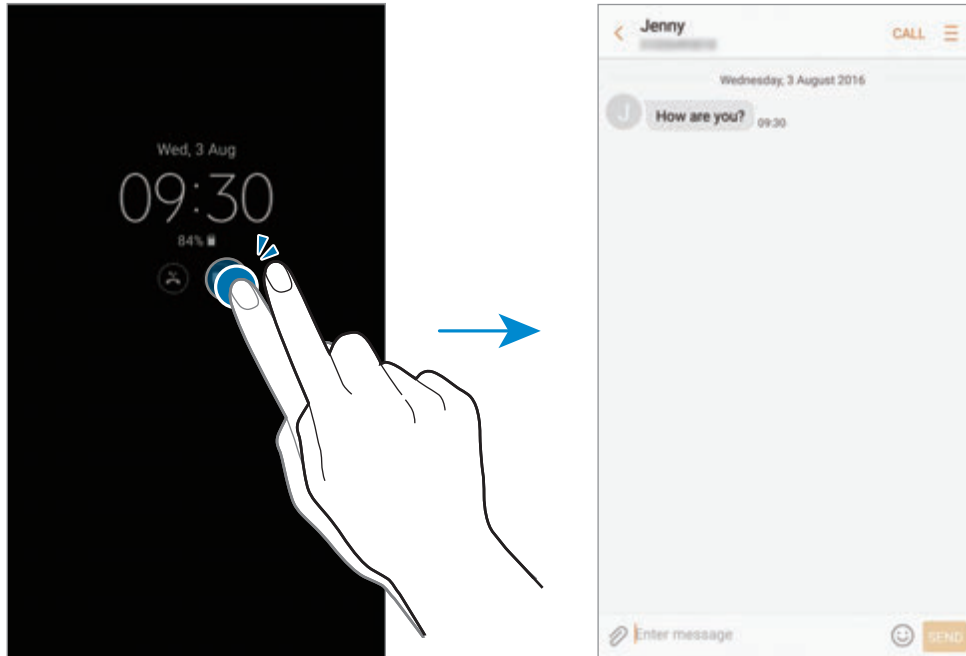 Wed, 3 Aug
09:30
84%
Jenny
CALL
Wednesday, 3 August 2016
J
How are you?
09:30
Enter message
SEND